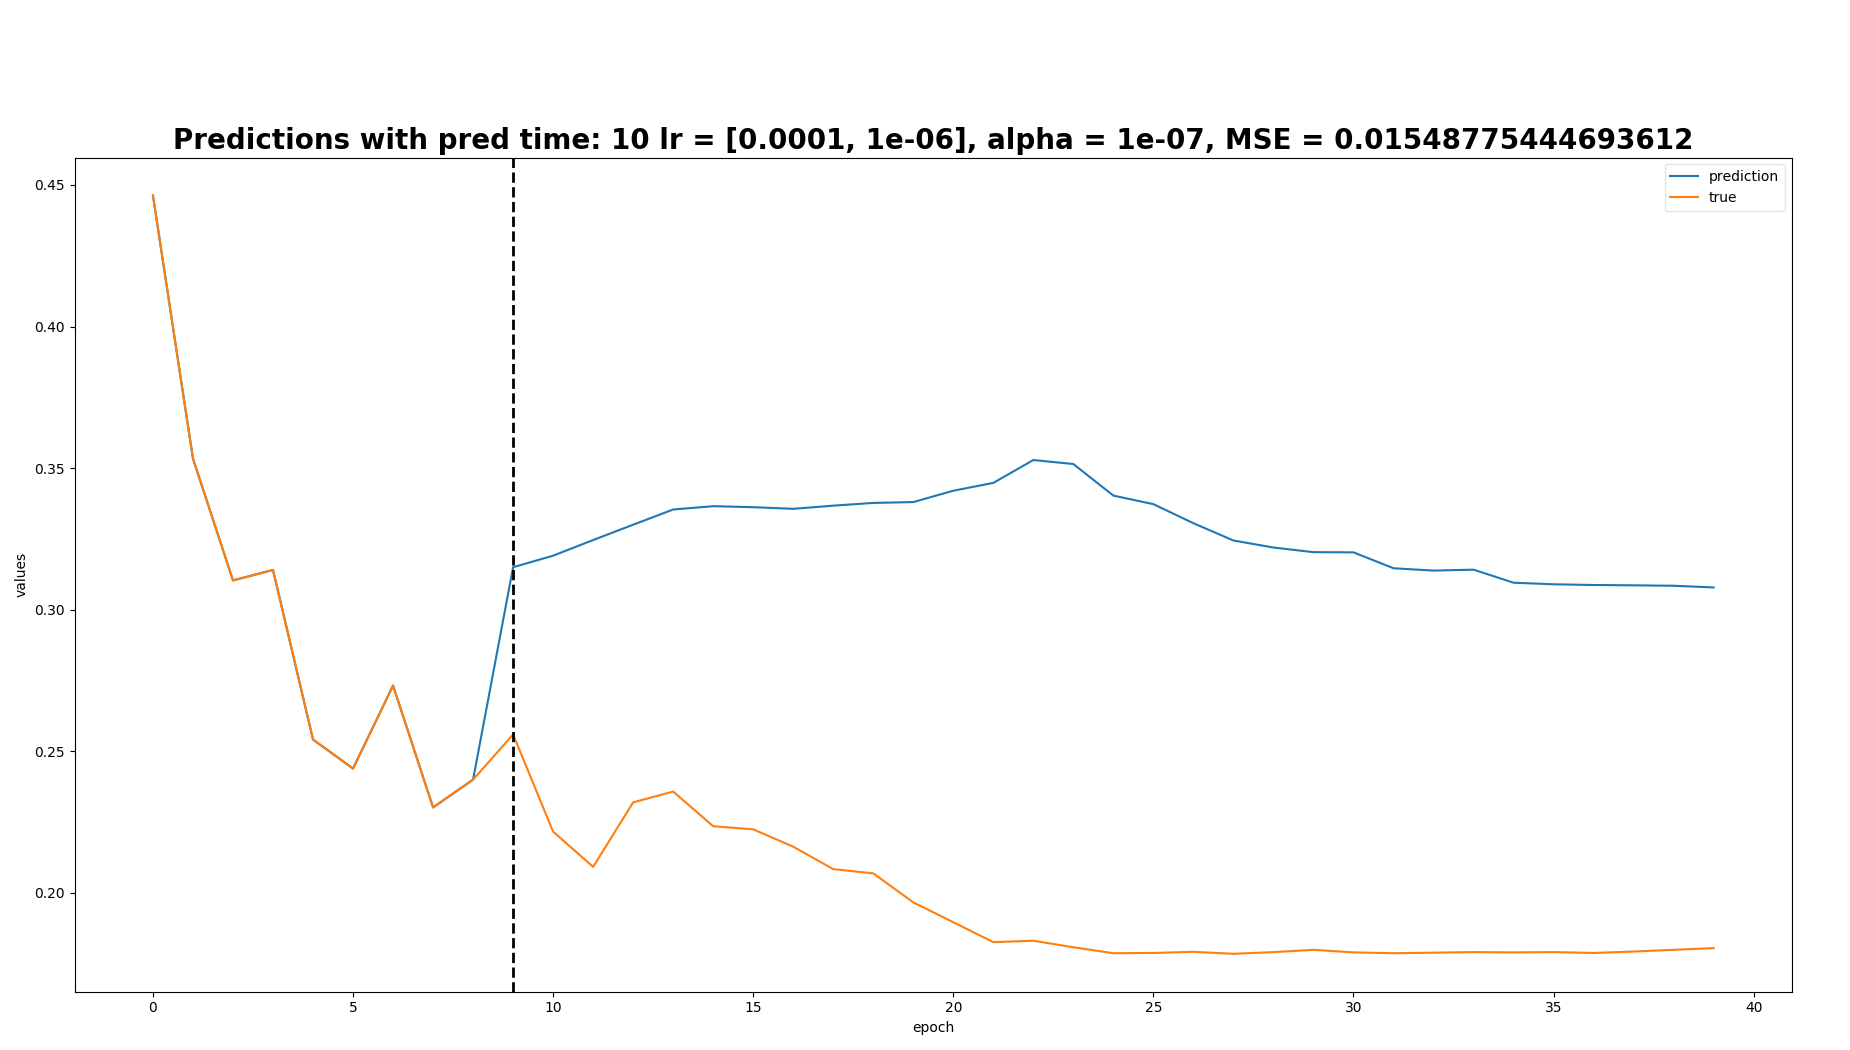 Predictions with pred time: 10 lr = [0.0001, 1e-06], alpha = 1e-07, MSE = 0.01548775444693612
prediction
true
0.45
0.40
0.35
0.30
0.25
0.20
values
0 5 10 15 20 25 30 35 40
epoch